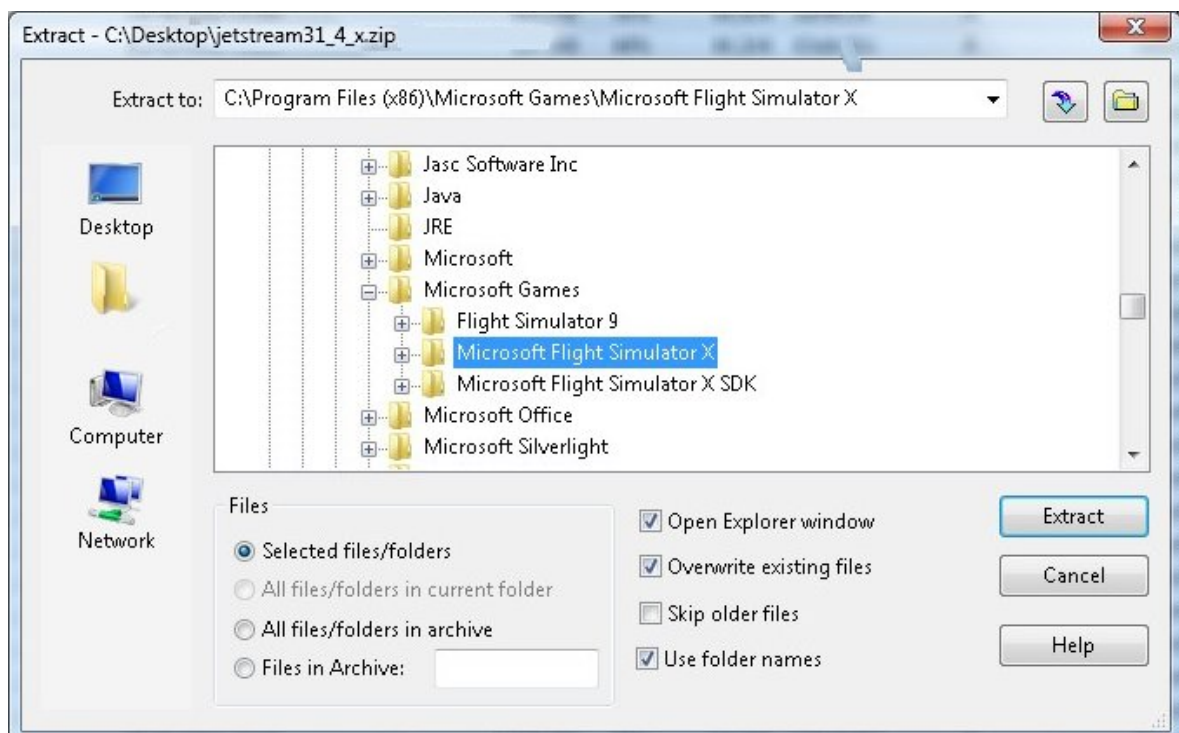 Extract - C:\Desktop\jetstream31_4_x.zip
Extract to: C:\Program Files (x86)\Microsoft Games\Microsoft Flight Simulator X
Desktop
Computer
Network
Jasc Software Inc
Java
JRE
Microsoft
Microsoft Games
Flight Simulator 9
Microsoft Flight Simulator X
Microsoft Flight Simulator X SDK
Microsoft Office
Microsoft Silverlight
Files
Selected files/folders
All files/folders in current folder
All files/folders in archive
Files in Archive:
Open Explorer window
Overwrite existing files
Skip older files
Use folder names
Extract
Cancel
Help